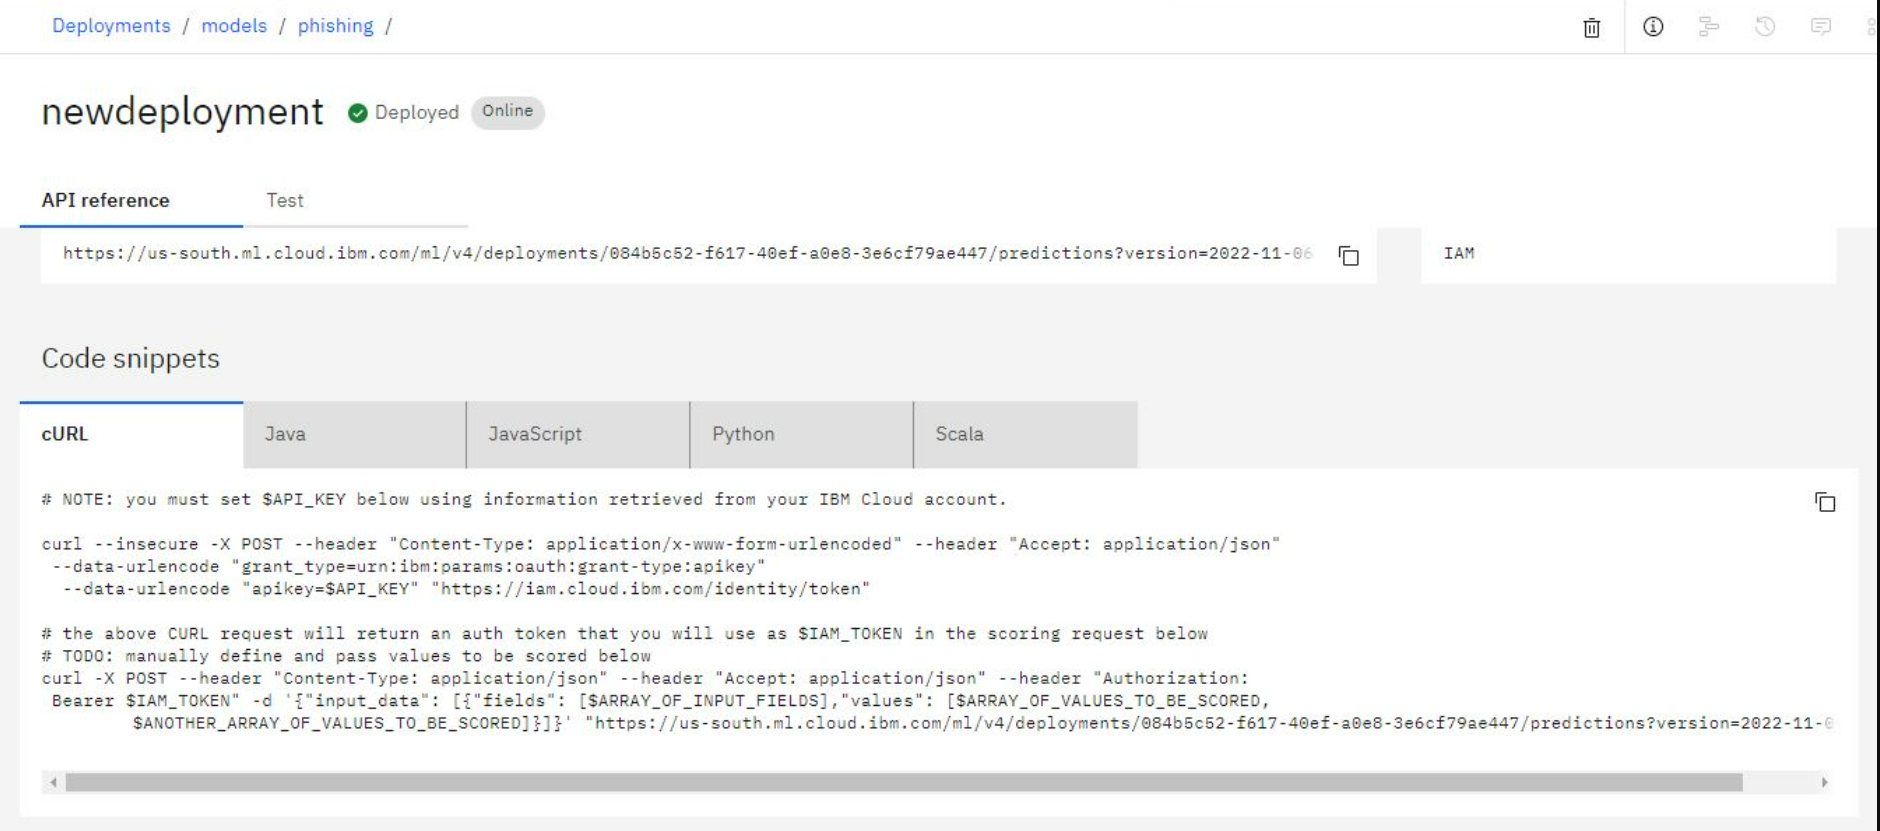 Deployments / models / phishing /
newdeployment Deployed Online
API reference Test
https://us-south.ml.cloud.ibm.com/ml/v4/deployments/084b5c52-f617-40ef-a0e8-3e6cf79ae447/predictions?version=2022-11-06 IAM
Code snippets
cURL Java JavaScript Python Scala
# NOTE: you must set $API_KEY below using information retrieved from your IBM Cloud account.
curl --insecure -X POST --header "Content-Type: application/x-www-form-urlencoded" --header "Accept: application/json"
--data-urlencode "grant_type=urn:ibm:params:oauth:grant-type:apikey"
--data-urlencode "apikey=$API_KEY" "https://iam.cloud.ibm.com/identity/token"
# the above CURL request will return an auth token that you will use as $IAM_TOKEN in the scoring request below
# TODO: manually define and pass values to be scored below
curl -X POST --header "Content-Type: application/json" --header "Accept: application/json" --header "Authorization:
Bearer $IAM_TOKEN" -d '{"input_data": [{"fields": [$ARRAY_OF_INPUT_FIELDS],"values": [$ARRAY_OF_VALUES_TO_BE_SCORED,
$ANOTHER_ARRAY_OF_VALUES_TO_BE_SCORED]}]}' "https://us-south.ml.cloud.ibm.com/ml/v4/deployments/084b5c52-f617-40ef-a0e8-3e6cf79ae447/predictions?version=2022-11-0